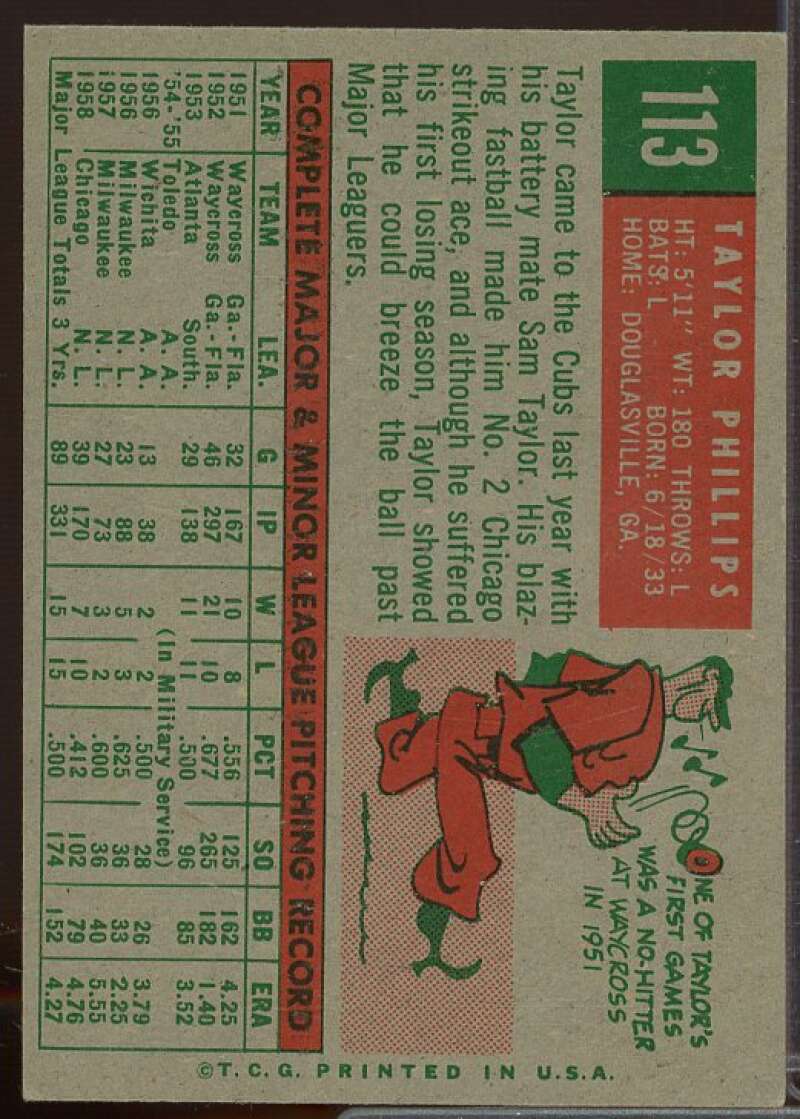 113
TAYLOR PHILLIPS
HT: 5'11" WT: 180 THROWS: L
BATS: L BORN: 6/18/33
HOME: DOUGLASVILLE, GA.
Taylor came to the Cubs last year with
his battery mate Sam Taylor. His blaz-
ing fastball made him No. 2 Chicago
strikeout ace, and although he suffered
his first losing season, Taylor showed
that he could breeze the ball past
Major Leaguers.
ONE OF TAYLOR'S
FIRST GAMES
WAS A NO-HITTER
AT WAYCROSS
IN 1951
COMPLETE MAJOR & MINOR LEAGUE PITCHING RECORD
YEAR TEAM LEA. G IP W L PCT SO BB ERA
1951 Waycross Ga.-Fla. 32 167 10 8 .556 125 162 4.25
1952 Waycross Ga.-Fla. 46 297 21 10 .677 265 182 1.40
1953 Atlanta South. 29 138 11 11 .500 96 85 3.52
'54-'55 Toledo A. A. (In Military Service)
1956 Wichita A. A. 13 38 2 2 .500 28 26 3.79
1956 Milwaukee N. L. 23 88 5 3 .625 36 33 2.25
1957 Milwaukee N. L. 27 73 3 2 .600 36 40 5.55
1958 Chicago N. L. 39 170 7 10 .412 102 79 4.76
Major League Totals 3 Yrs. 89 331 15 15 .500 174 152 4.27
©T.C.G. PRINTED IN U.S.A.